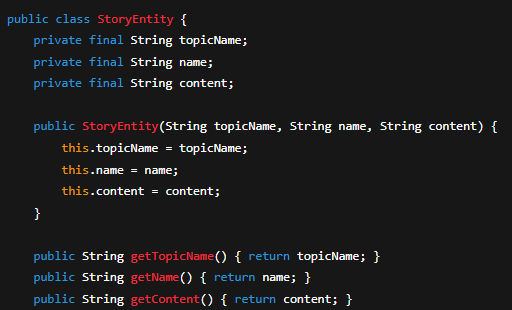 public class StoryEntity {
    private final String topicName;
    private final String name;
    private final String content;

    public StoryEntity(String topicName, String name, String content) {
        this.topicName = topicName;
        this.name = name;
        this.content = content;
    }

    public String getTopicName() { return topicName; }
    public String getName() { return name; }
    public String getContent() { return content; }